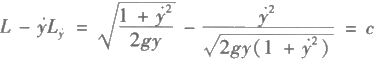 L - ẏL_ẏ = √((1 + ẏ²)/(2gy)) - ẏ²/√(2gy(1 + ẏ²)) = c